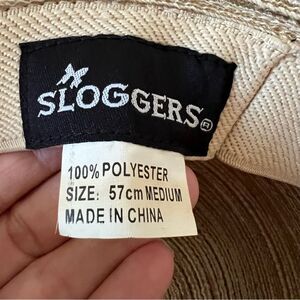 SLOGGERS®
100% POLYESTER
SIZE: 57cm MEDIUM
MADE IN CHINA